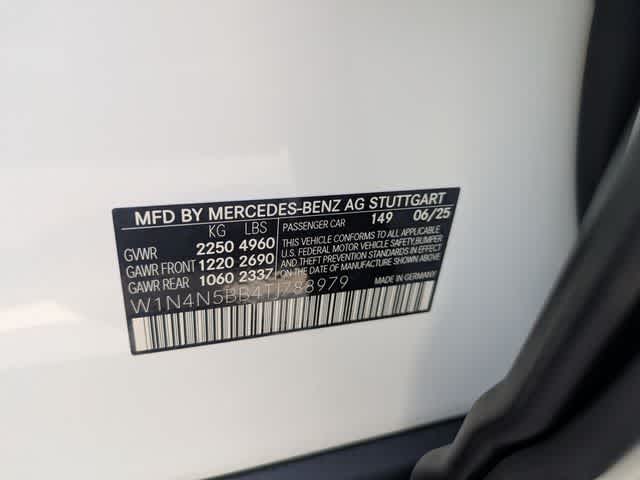 MFD BY MERCEDES-BENZ AG STUTTGART
KG LBS PASSENGER CAR 149 06/25
GVWR 2250 4960
GAWR FRONT 1220 2690
GAWR REAR 1060 2337
THIS VEHICLE CONFORMS TO ALL APPLICABLE
U.S. FEDERAL MOTOR VEHICLE SAFETY, BUMPER
AND THEFT PREVENTION STANDARDS IN EFFECT
ON THE DATE OF MANUFACTURE SHOWN ABOVE.
W1N4N5BB4TJ788979
MADE IN GERMANY